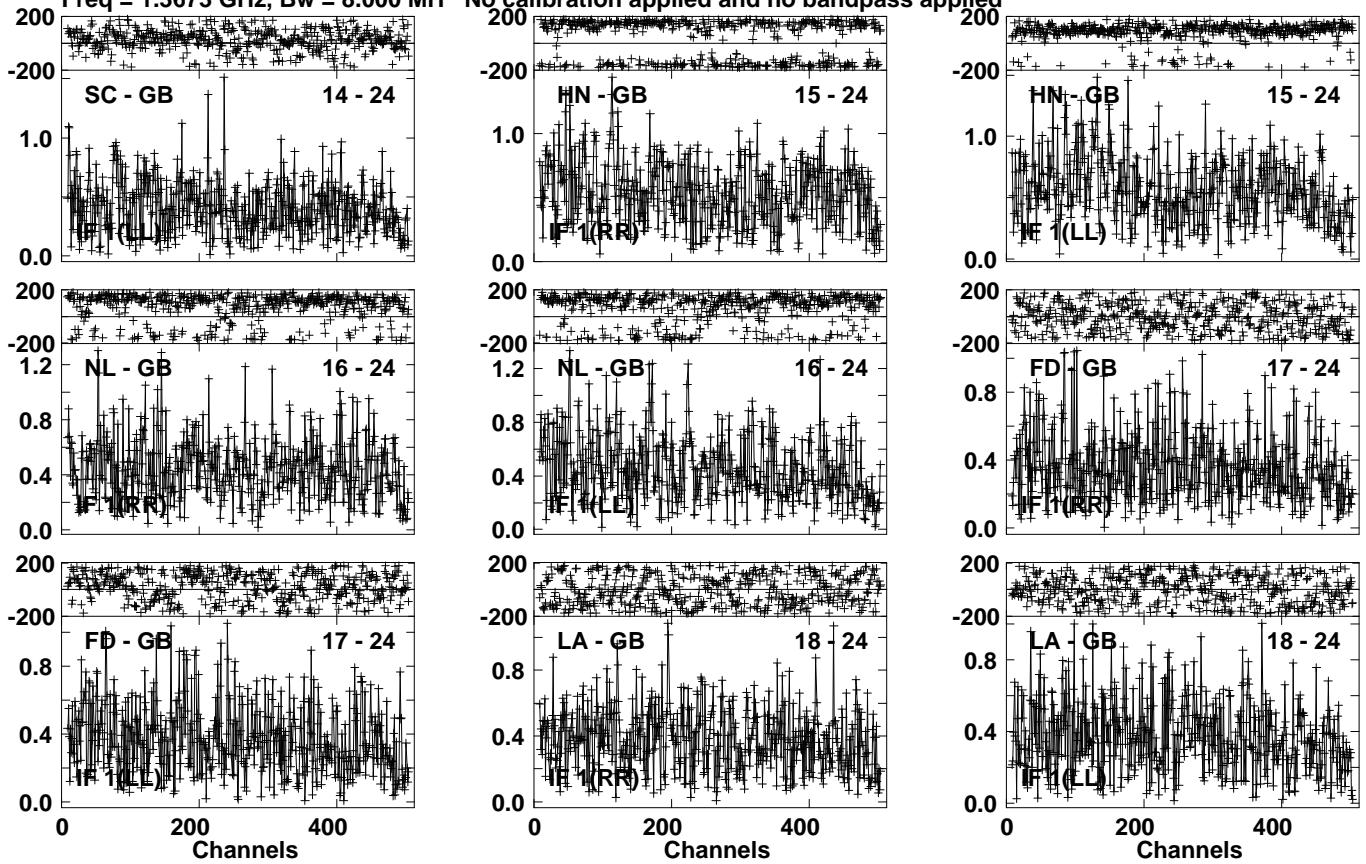 Freq = 1.3673 GHz, Bw = 8.000 MH No calibration applied and no bandpass applied
200 200 200
-200 -200 -200
SC - GB 14 - 24 HN - GB 15 - 24 HN - GB 15 - 24
1.0 1.0 1.0
IF 1(LL) IF 1(RR) IF 1(LL)
0.0 0.0 0.0
200 200 200
-200 -200 -200
NL - GB 16 - 24 NL - GB 16 - 24 FD - GB 17 - 24
1.2 1.2
0.8 0.8 0.8
0.4 0.4 0.4
IF 1(RR) IF 1(LL) IF 1(RR)
0.0 0.0 0.0
200 200 200
-200 -200 -200
FD - GB 17 - 24 LA - GB 18 - 24 LA - GB 18 - 24
0.8 0.8 0.8
0.4 0.4 0.4
IF 1(LL) IF 1(RR) IF 1(LL)
0.0 0.0 0.0
0 200 400 0 200 400 0 200 400
Channels Channels Channels